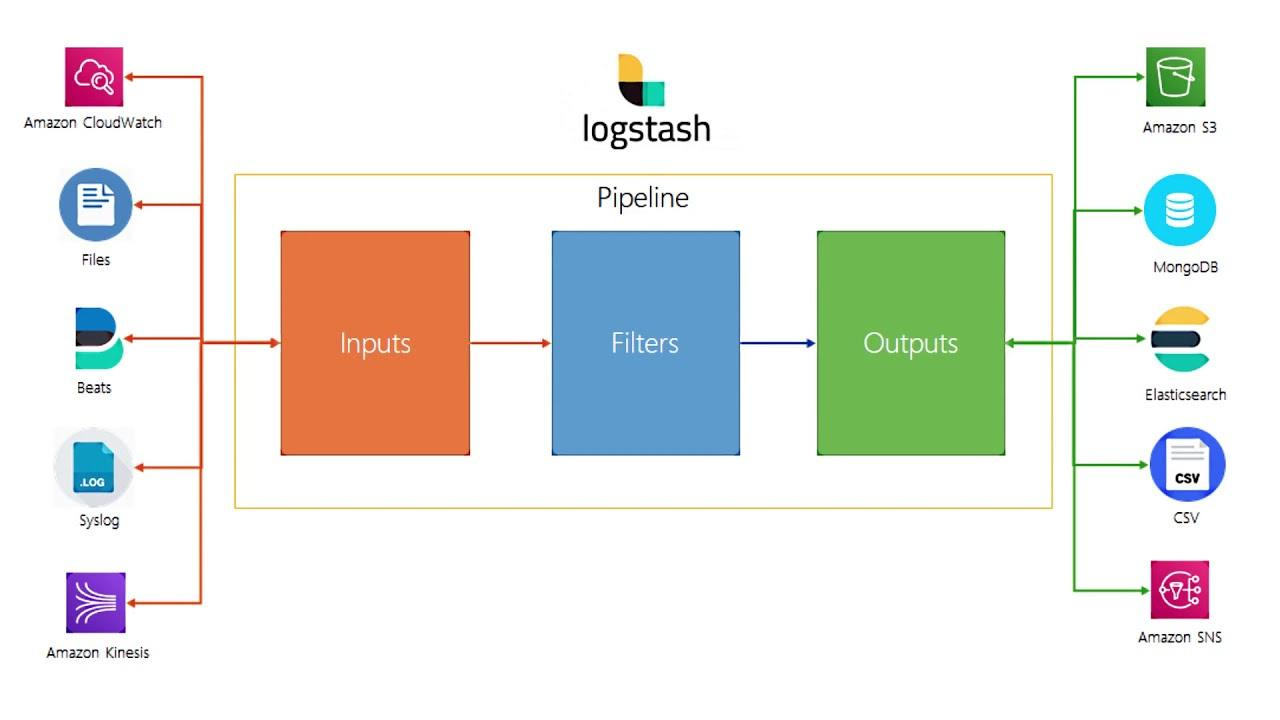 logstash
Pipeline
Inputs
Filters
Outputs
Amazon CloudWatch
Files
Beats
.LOG
Syslog
Amazon Kinesis
Amazon S3
MongoDB
Elasticsearch
CSV
CSV
Amazon SNS